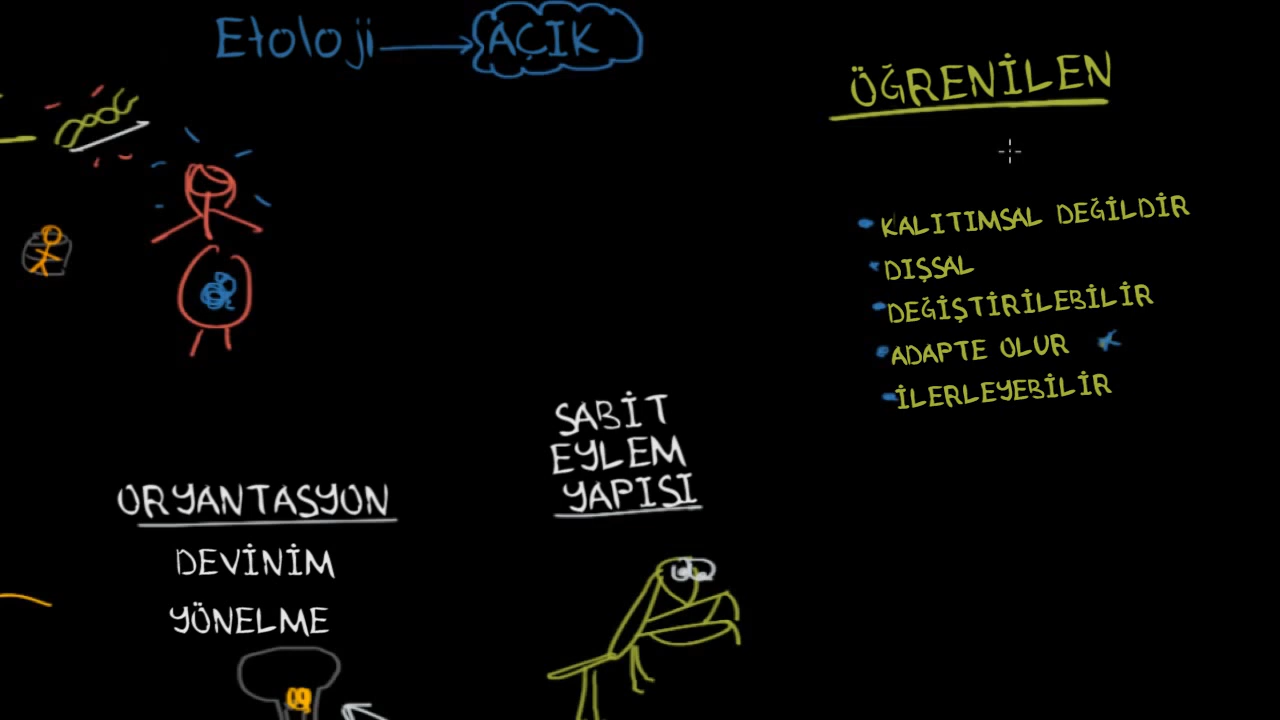 Etoloji
AÇIK
ÖĞRENİLEN
KALITIMSAL DEĞİLDİR
DIŞSAL
DEĞİŞTİRİLEBİLİR
ADAPTE OLUR
İLERLEYEBİLİR
SABİT
EYLEM
YAPISI
ORYANTASYON
DEVİNİM
YÖNELME